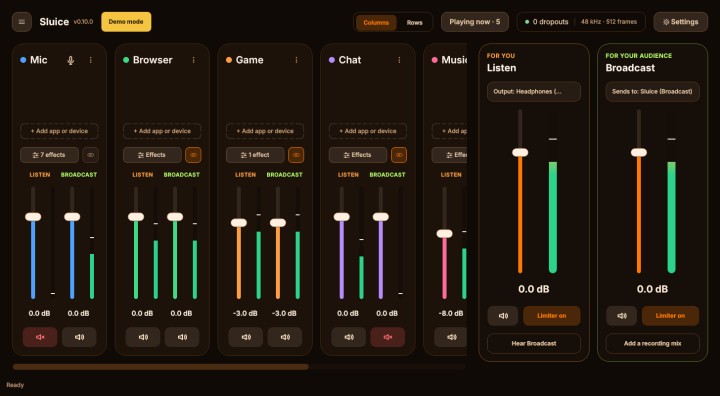 Sluice v0.10.0 Demo mode Columns Rows Playing now · 5 0 dropouts 48 kHz · 512 frames Settings
Mic
+ Add app or device
7 effects
LISTEN BROADCAST
0.0 dB 0.0 dB
Browser
+ Add app or device
Effects
LISTEN BROADCAST
0.0 dB 0.0 dB
Game
+ Add app or device
1 effect
LISTEN BROADCAST
-3.0 dB -3.0 dB
Chat
+ Add app or device
Effects
LISTEN BROADCAST
0.0 dB 0.0 dB
Music
+ Add
Effe
LISTEN
-8.0 dB
FOR YOU
Listen
Output: Headphones (...
0.0 dB
Limiter on
Hear Broadcast
FOR YOUR AUDIENCE
Broadcast
Sends to: Sluice (Broadcast)
0.0 dB
Limiter on
Add a recording mix
Ready